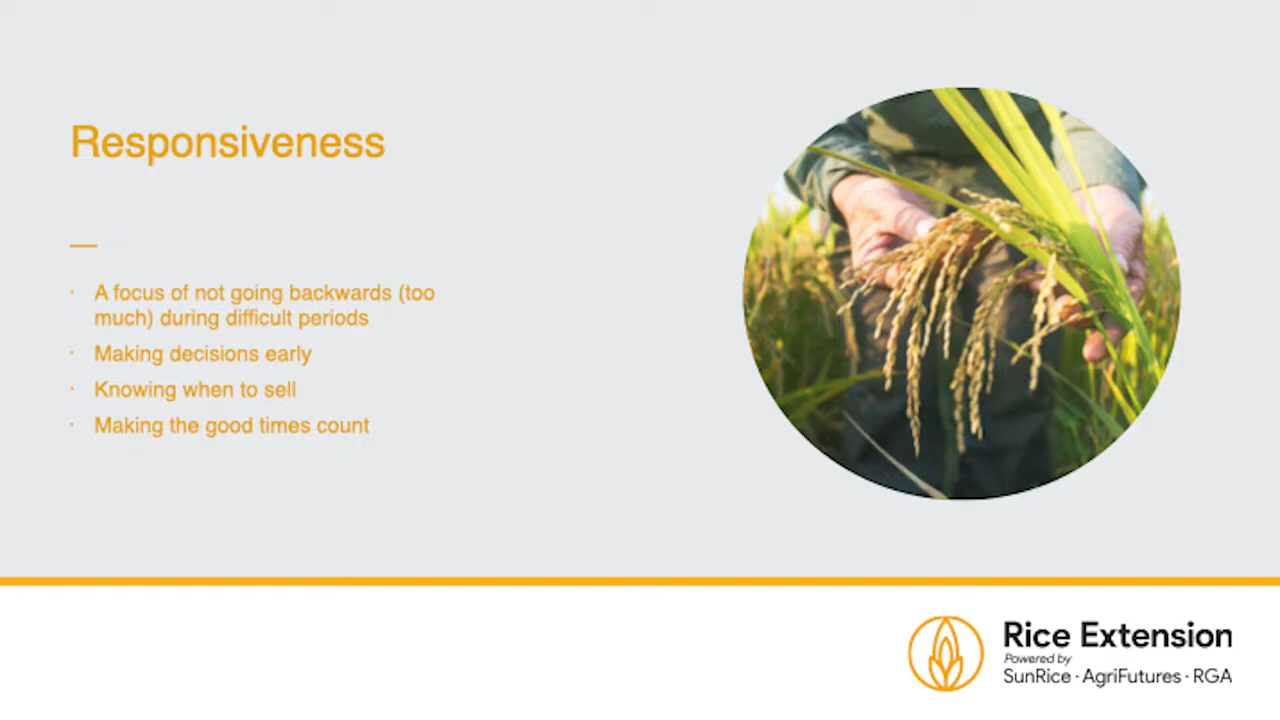 Responsiveness
· A focus of not going backwards (too
much) during difficult periods
· Making decisions early
· Knowing when to sell
· Making the good times count
Rice Extension
Powered by
SunRice · AgriFutures · RGA